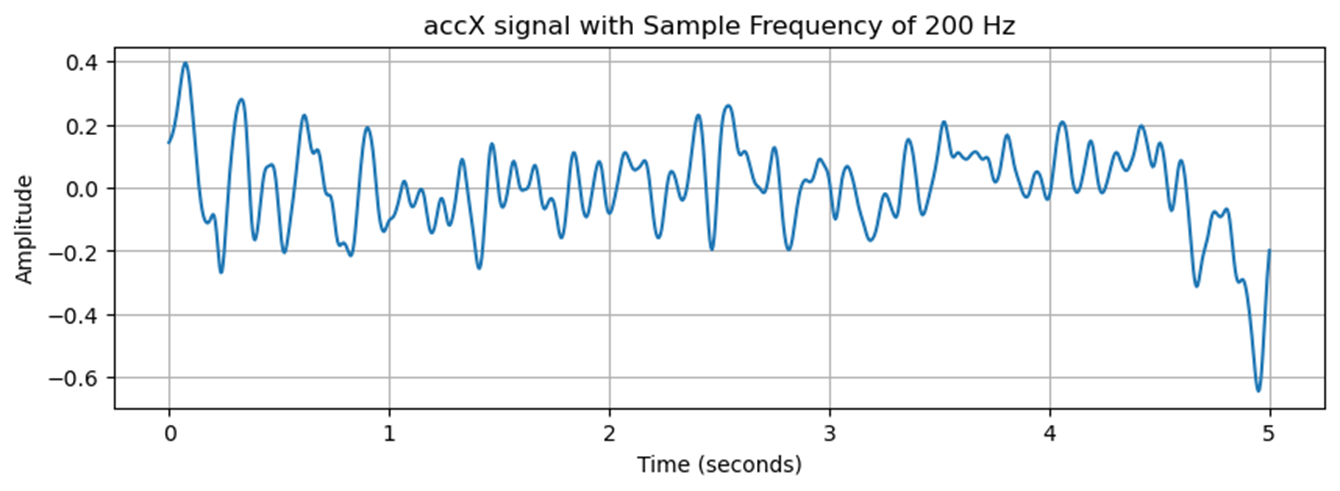 accX signal with Sample Frequency of 200 Hz
0.4
0.2
0.0
−0.2
−0.4
−0.6
Amplitude
0 1 2 3 4 5
Time (seconds)